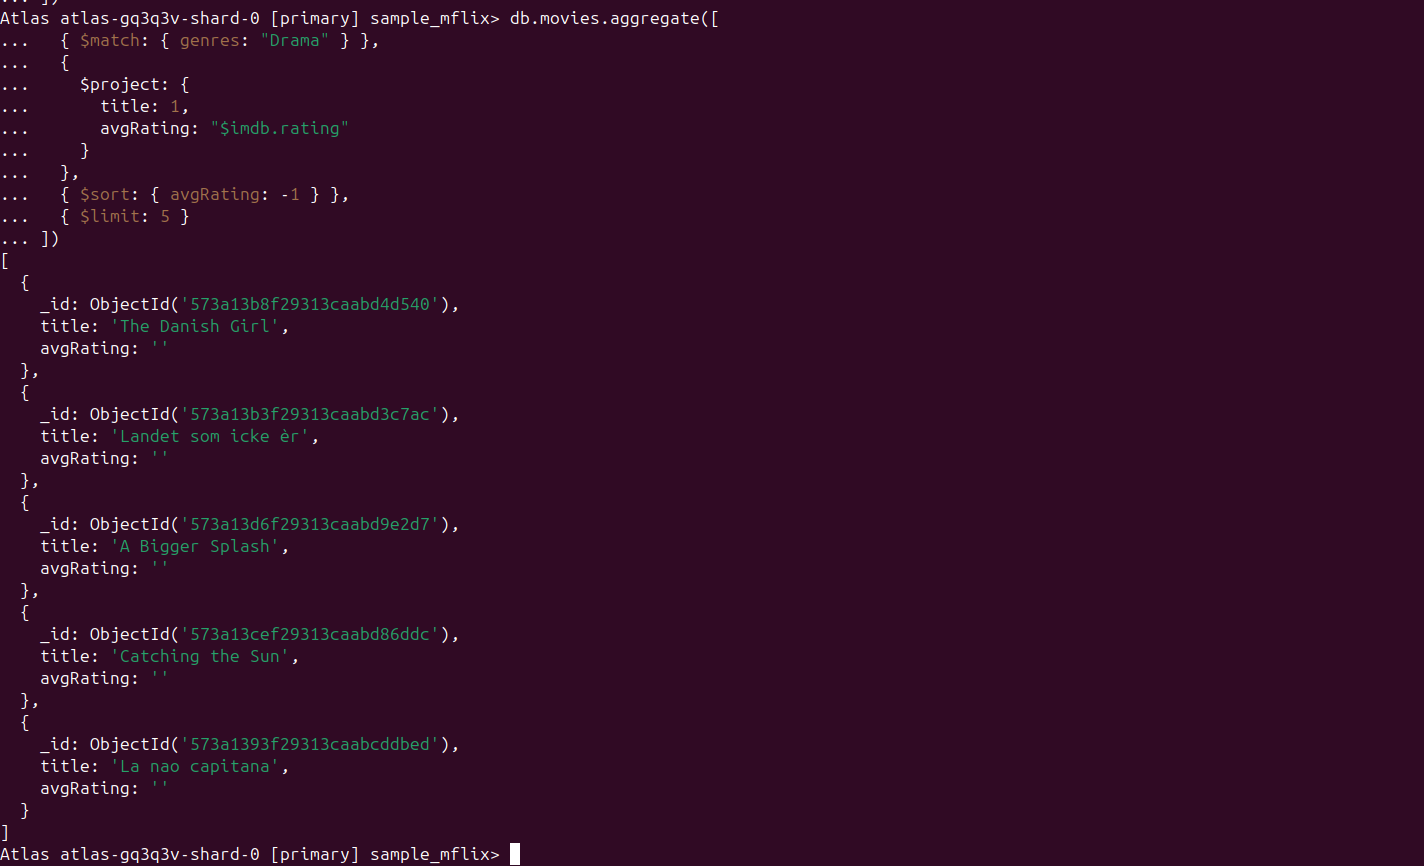 ... ])
Atlas atlas-gq3q3v-shard-0 [primary] sample_mflix> db.movies.aggregate([
...   { $match: { genres: "Drama" } },
...   {
...     $project: {
...       title: 1,
...       avgRating: "$imdb.rating"
...     }
...   },
...   { $sort: { avgRating: -1 } },
...   { $limit: 5 }
... ])
[
  {
    _id: ObjectId('573a13b8f29313caabd4d540'),
    title: 'The Danish Girl',
    avgRating: ''
  },
  {
    _id: ObjectId('573a13b3f29313caabd3c7ac'),
    title: 'Landet som icke èr',
    avgRating: ''
  },
  {
    _id: ObjectId('573a13d6f29313caabd9e2d7'),
    title: 'A Bigger Splash',
    avgRating: ''
  },
  {
    _id: ObjectId('573a13cef29313caabd86ddc'),
    title: 'Catching the Sun',
    avgRating: ''
  },
  {
    _id: ObjectId('573a1393f29313caabcddbed'),
    title: 'La nao capitana',
    avgRating: ''
  }
]
Atlas atlas-gq3q3v-shard-0 [primary] sample_mflix>